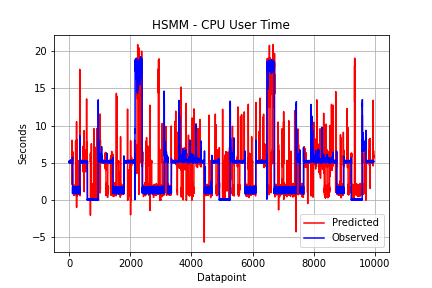 HSMM - CPU User Time
20
15
10
5
0
−5
Seconds
0
2000
4000
6000
8000
10000
Datapoint
Predicted
Observed